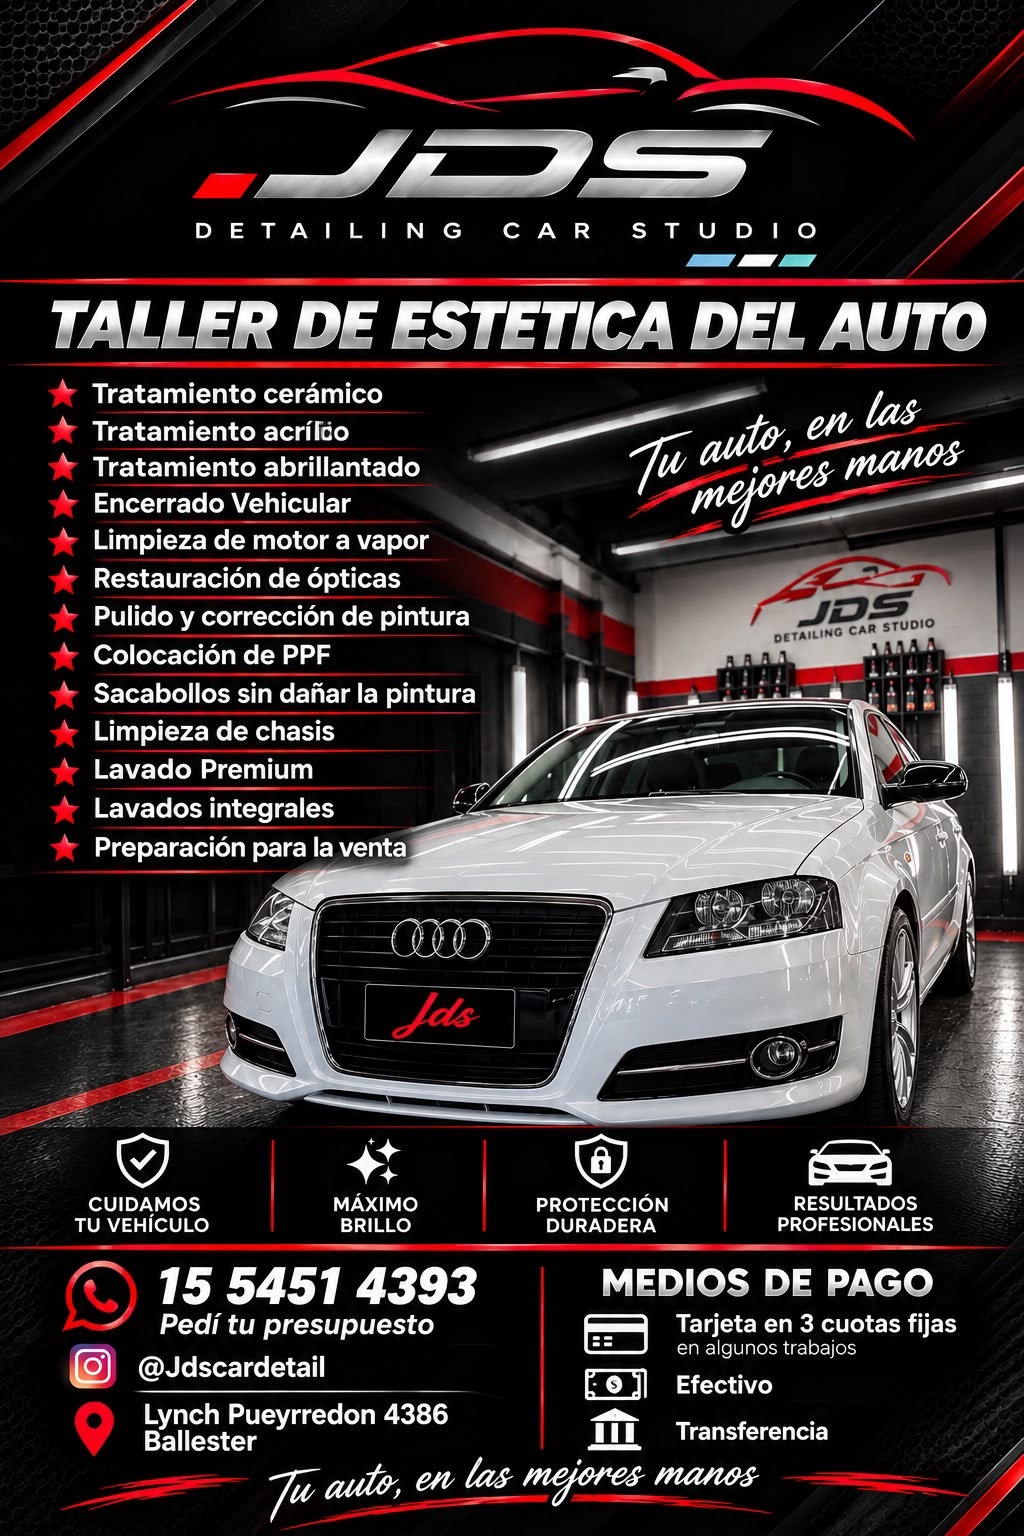 JDS
DETAILING CAR STUDIO
TALLER DE ESTETICA DEL AUTO
Tratamiento cerámico
Tratamiento
Tratamiento abrillantado
Encerrado Vehicular
Limpieza de motor a vapor
Restauración de ópticas
Pulido y corrección de pintura
Colocación de PPF
Sacabollos sin dañar la pintura
Limpieza de chasis
Lavado Premium
Lavados integrales
Preparación para la venta
Tu auto, en las
mejores manos
JDS
DETAILING CAR STUDIO
Jds
CUIDAMOS
TU VEHÍCULO
MÁXIMO
BRILLO
PROTECCIÓN
DURADERA
RESULTADOS
PROFESIONALES
15 5451 4393
Pedí tu presupuesto
@Jdscardetail
Lynch Pueyrredon 4386
Ballester
MEDIOS DE PAGO
Tarjeta en 3 cuotas fijas
en algunos trabajos
Efectivo
Transferencia
Tu auto, en las mejores manos